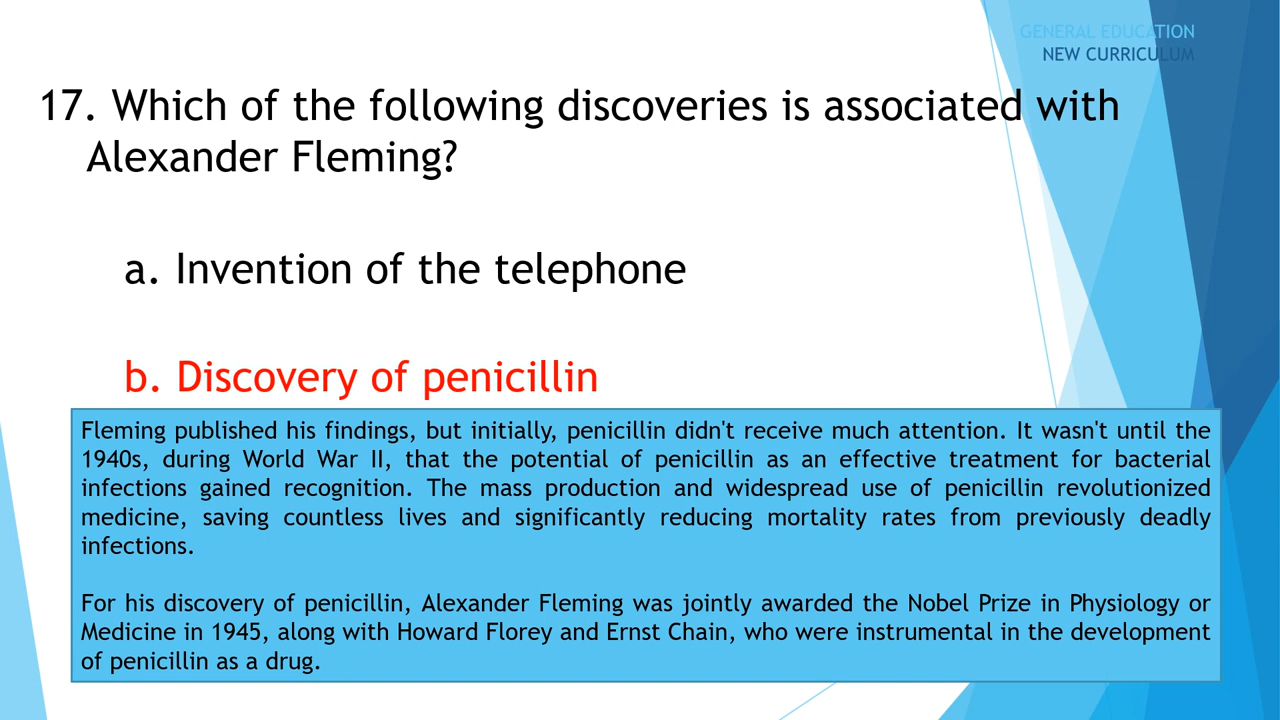 GENERAL EDUCATION
NEW CURRICULUM
17. Which of the following discoveries is associated with
Alexander Fleming?
a. Invention of the telephone
b. Discovery of penicillin
Fleming published his findings, but initially, penicillin didn't receive much attention. It wasn't until the
1940s, during World War II, that the potential of penicillin as an effective treatment for bacterial
infections gained recognition. The mass production and widespread use of penicillin revolutionized
medicine, saving countless lives and significantly reducing mortality rates from previously deadly
infections.
For his discovery of penicillin, Alexander Fleming was jointly awarded the Nobel Prize in Physiology or
Medicine in 1945, along with Howard Florey and Ernst Chain, who were instrumental in the development
of penicillin as a drug.